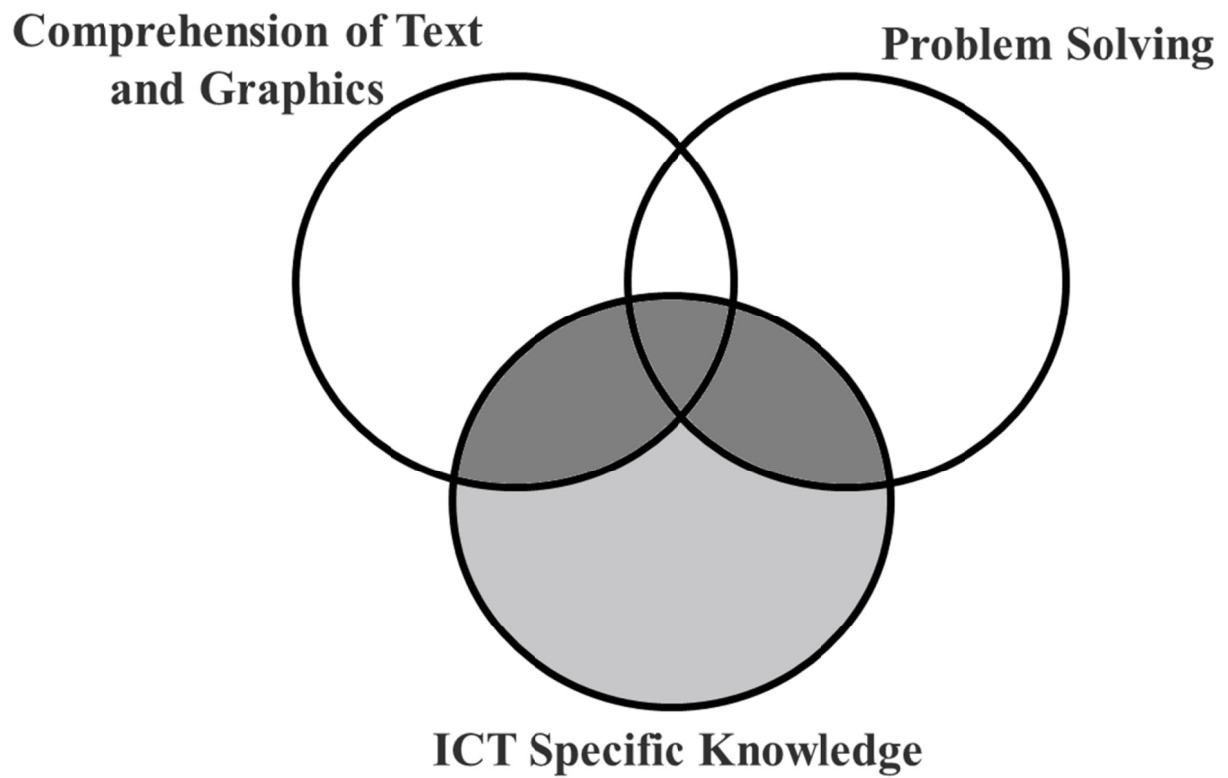 Comprehension of Text
and Graphics
Problem Solving
ICT Specific Knowledge